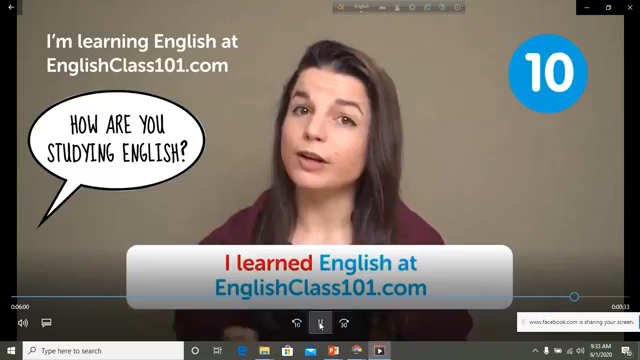 English
I'm learning English at
EnglishClass101.com
10
HOW ARE YOU
STUDYING ENGLISH?
I learned English at
EnglishClass101.com
0:06:00
0:00:33
10
30
www.facebook.com is sharing your screen.
Type here to search
9:33 AM
6/1/2020